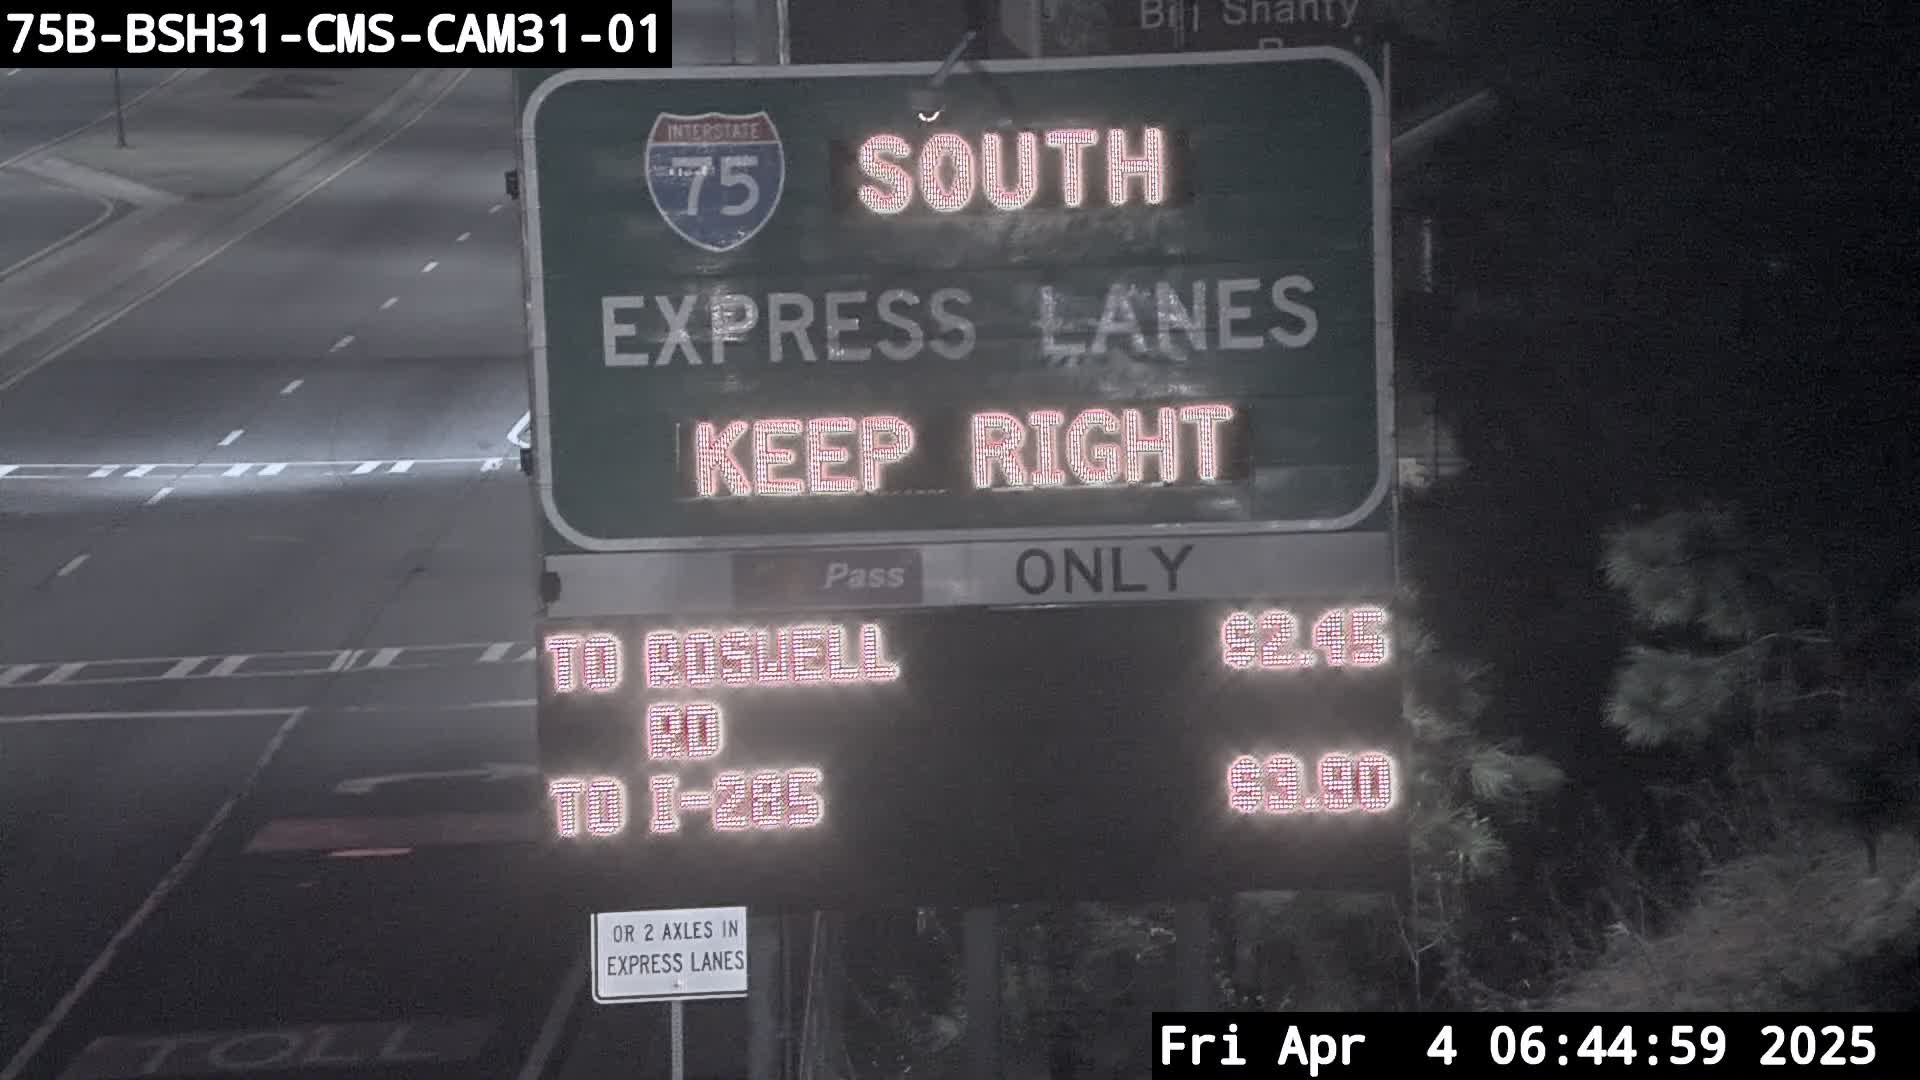 75B-BSH31-CMS-CAM31-01
Shanty
INTERSTATE
75
SOUTH
EXPRESS LANES
KEEP RIGHT
Pass ONLY
TO ROSWELL $2.45
RD
TO I-285 $3.90
OR 2 AXLES IN
EXPRESS LANES
TOLL
Fri Apr 4 06:44:59 2025